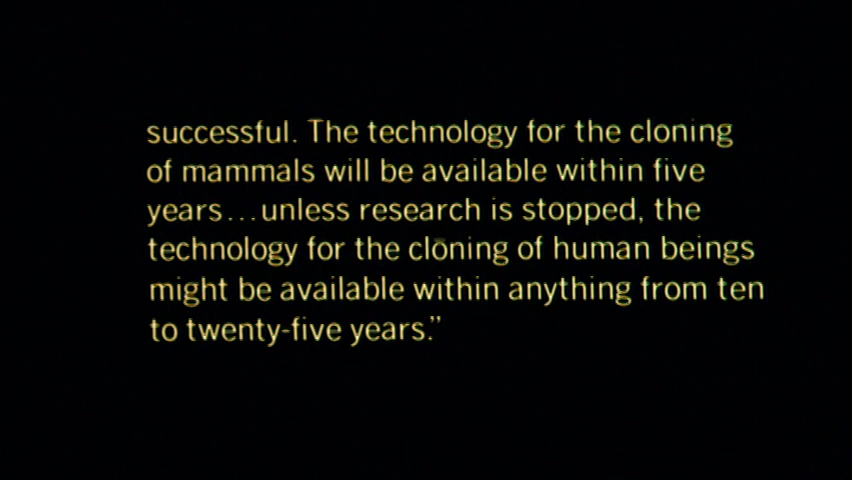 successful. The technology for the cloning
of mammals will be available within five
years...unless research is stopped, the
technology for the cloning of human beings
might be available within anything from ten
to twenty-five years.”